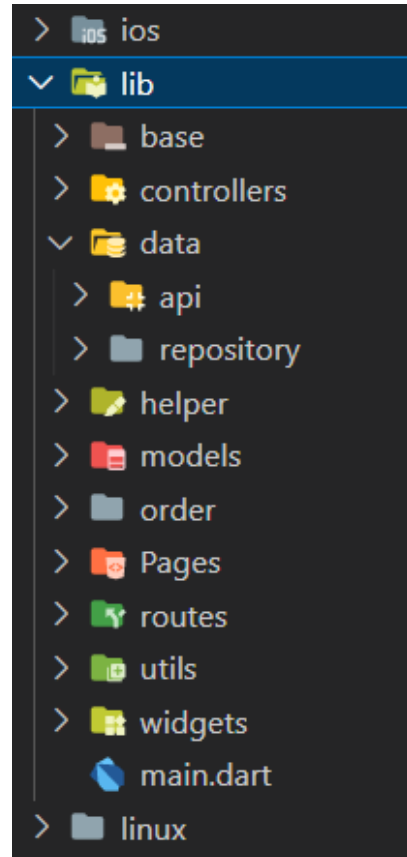 ios
lib
base
controllers
data
api
repository
helper
models
order
Pages
routes
utils
widgets
main.dart
linux